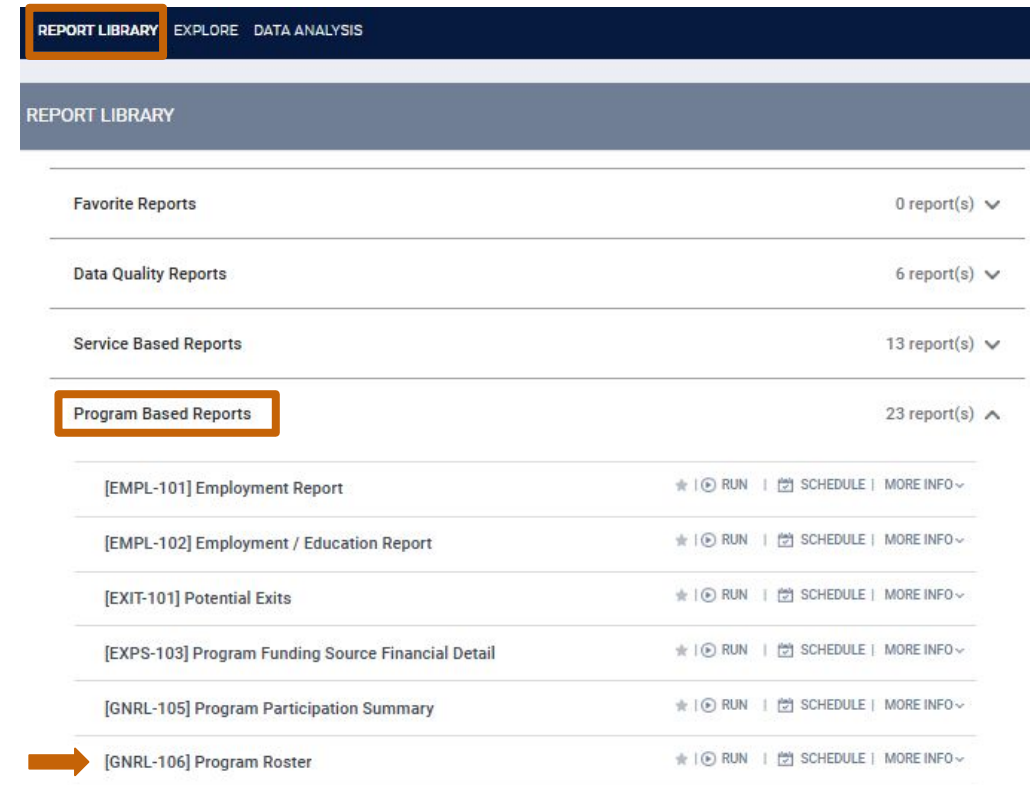 REPORT LIBRARY EXPLORE DATA ANALYSIS
REPORT LIBRARY
Favorite Reports 0 report(s)
Data Quality Reports 6 report(s)
Service Based Reports 13 report(s)
Program Based Reports 23 report(s)
[EMPL-101] Employment Report | RUN | SCHEDULE | MORE INFO
[EMPL-102] Employment / Education Report | RUN | SCHEDULE | MORE INFO
[EXIT-101] Potential Exits | RUN | SCHEDULE | MORE INFO
[EXPS-103] Program Funding Source Financial Detail | RUN | SCHEDULE | MORE INFO
[GNRL-105] Program Participation Summary | RUN | SCHEDULE | MORE INFO
[GNRL-106] Program Roster | RUN | SCHEDULE | MORE INFO